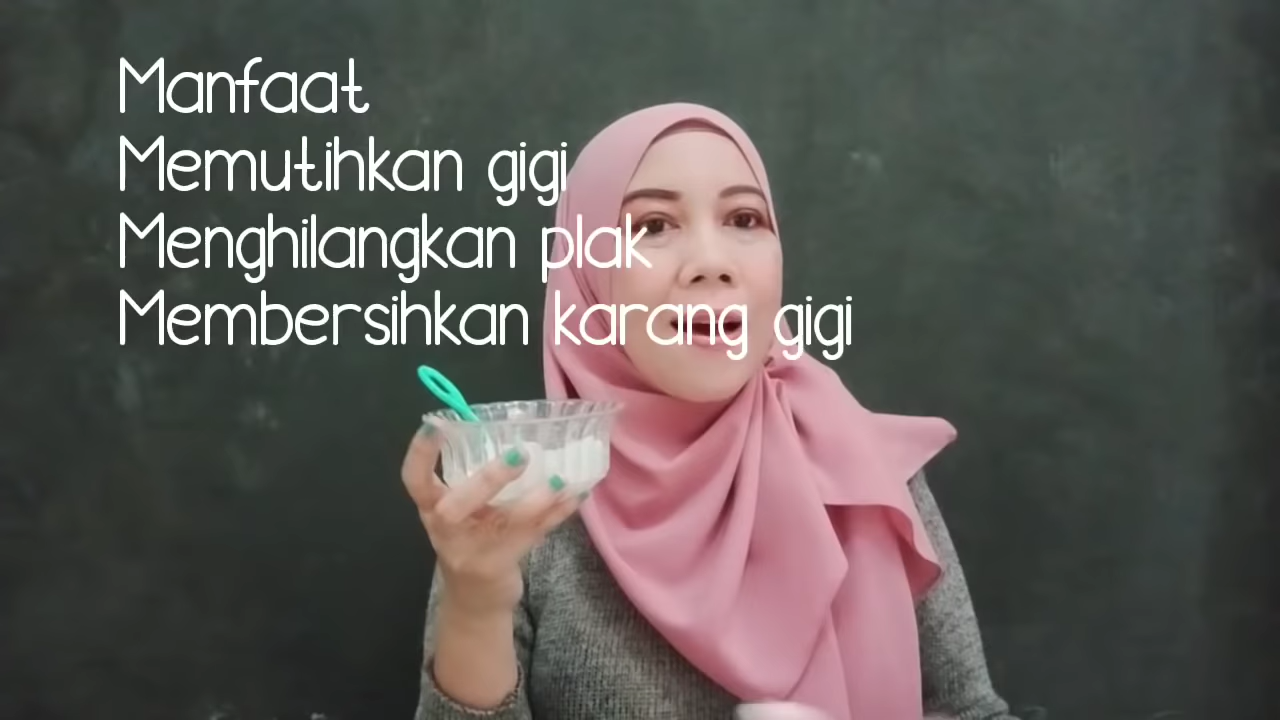 Manfaat
Memutihkan gigi
Menghilangkan plak
Membersihkan karang gigi